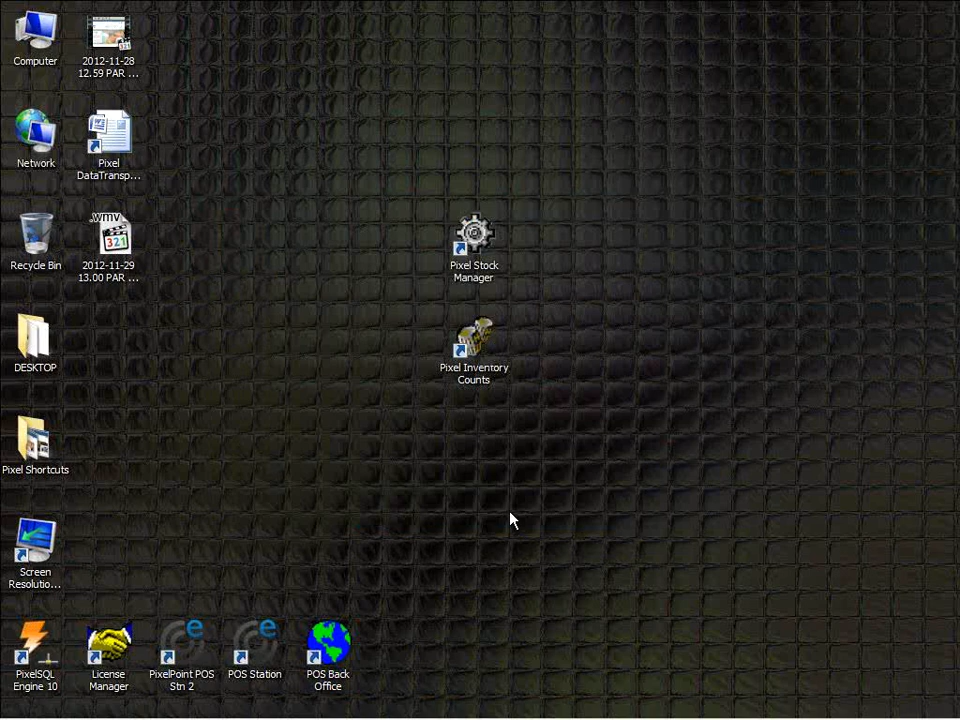 Computer
2012-11-28
12.59 PAR ...
Network
Pixel
DataTransp...
Recycle Bin
.wmv
321
2012-11-29
13.00 PAR ...
Pixel Stock
Manager
DESKTOP
Pixel Inventory
Counts
Pixel Shortcuts
Screen
Resolutio...
PixelSQL
Engine 10
License
Manager
PixelPoint POS
Stn 2
POS Station
POS Back
Office